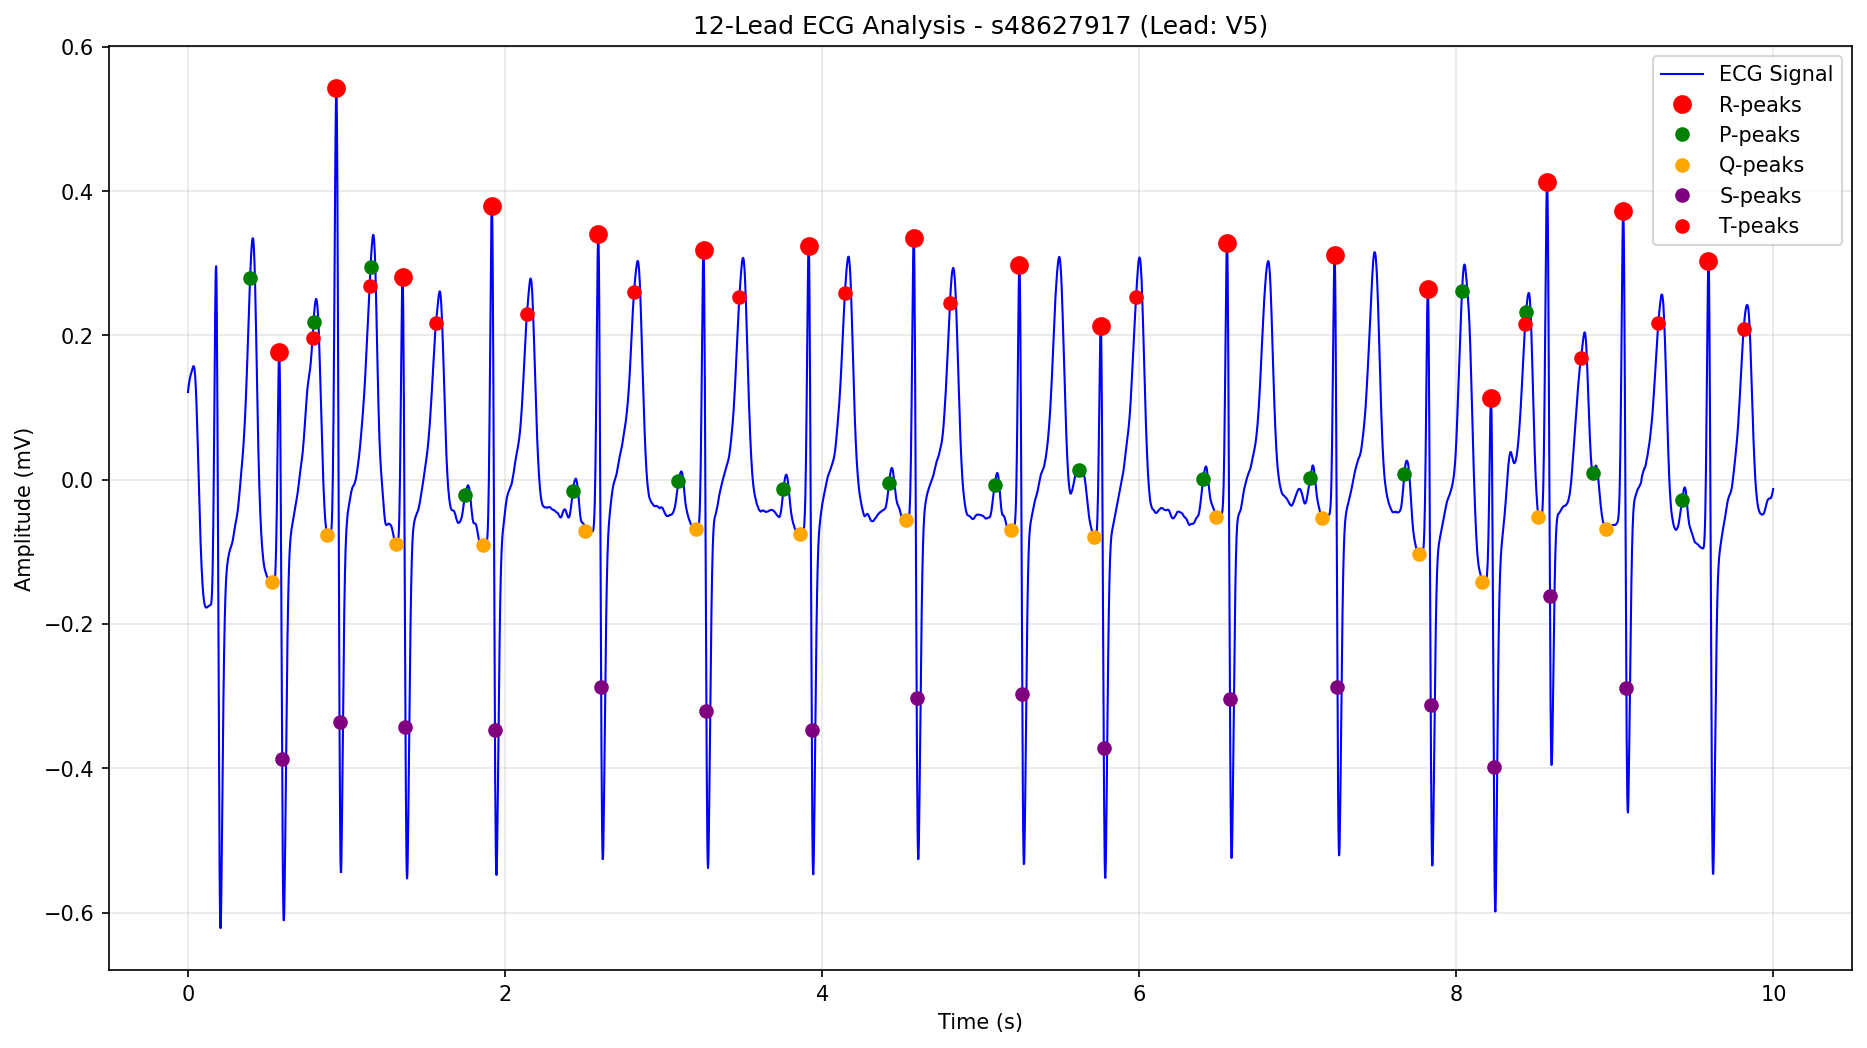 12-Lead ECG Analysis - s48627917 (Lead: V5)
ECG Signal
R-peaks
P-peaks
Q-peaks
S-peaks
T-peaks
Amplitude (mV)
0.6
0.4
0.2
0.0
−0.2
−0.4
−0.6
0 2 4 6 8 10
Time (s)